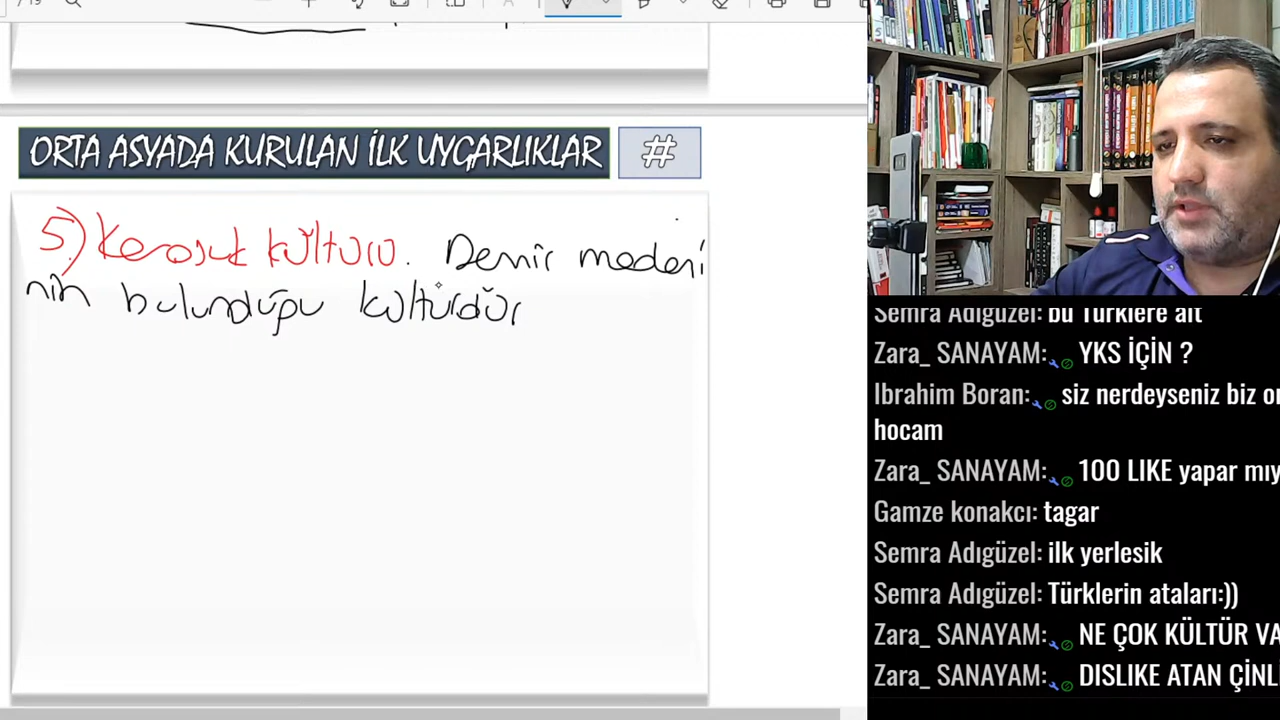 /19
ORTA ASYADA KURULAN İLK UYGARLIKLAR #
5.) Karasuk kültürü. Demir madeni
nin bulunduğu kültürdür
Semra Adıgüzel: bu Türklere ait
Zara_ SANAYAM: YKS İÇİN ?
Ibrahim Boran: siz nerdeyseniz biz or
hocam
Zara_ SANAYAM: 100 LIKE yapar mıy
Gamze konakcı: tagar
Semra Adıgüzel: ilk yerlesik
Semra Adıgüzel: Türklerin ataları:))
Zara_ SANAYAM: NE ÇOK KÜLTÜR VA
Zara_ SANAYAM: DISLIKE ATAN ÇİNL